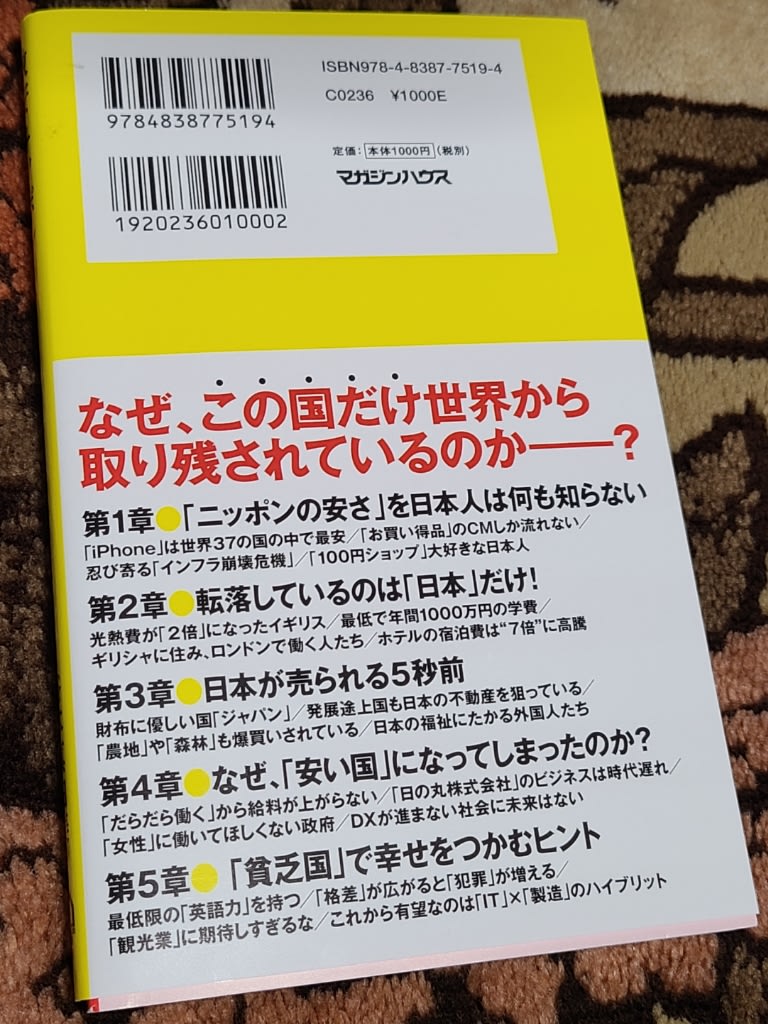 ISBN978-4-8387-7519-4
C0236 ¥1000E
9784838775194
定価：本体1000円(税別)
マガジンハウス
1920236010002
なぜ、この国だけ世界から
取り残されているのか――?
第1章●「ニッポンの安さ」を日本人は何も知らない
「iPhone」は世界37の国の中で最安/「お買い得品」のCMしか流れない/
忍び寄る「インフラ崩壊危機」/「100円ショップ」大好きな日本人
第2章●転落しているのは「日本」だけ!
光熱費が「2倍」になったイギリス/最低で年間1000万円の学費/
ギリシャに住み、ロンドンで働く人たち/ホテルの宿泊費は“7倍”に高騰
第3章●日本が売られる5秒前
財布に優しい国「ジャパン」/発展途上国も日本の不動産を狙っている/
「農地」や「森林」も爆買いされている/日本の福祉にたかる外国人たち
第4章●なぜ、「安い国」になってしまったのか?
「だらだら働く」から給料が上がらない/「日の丸株式会社」のビジネスは時代遅れ/
「女性」に働いてほしくない政府/DXが進まない社会に未来はない
第5章●「貧乏国」で幸せをつかむヒント
最低限の「英語力」を持つ/「格差」が広がると「犯罪」が増える/
「観光業」に期待しすぎるな/これから有望なのは「IT」×「製造」のハイブリット